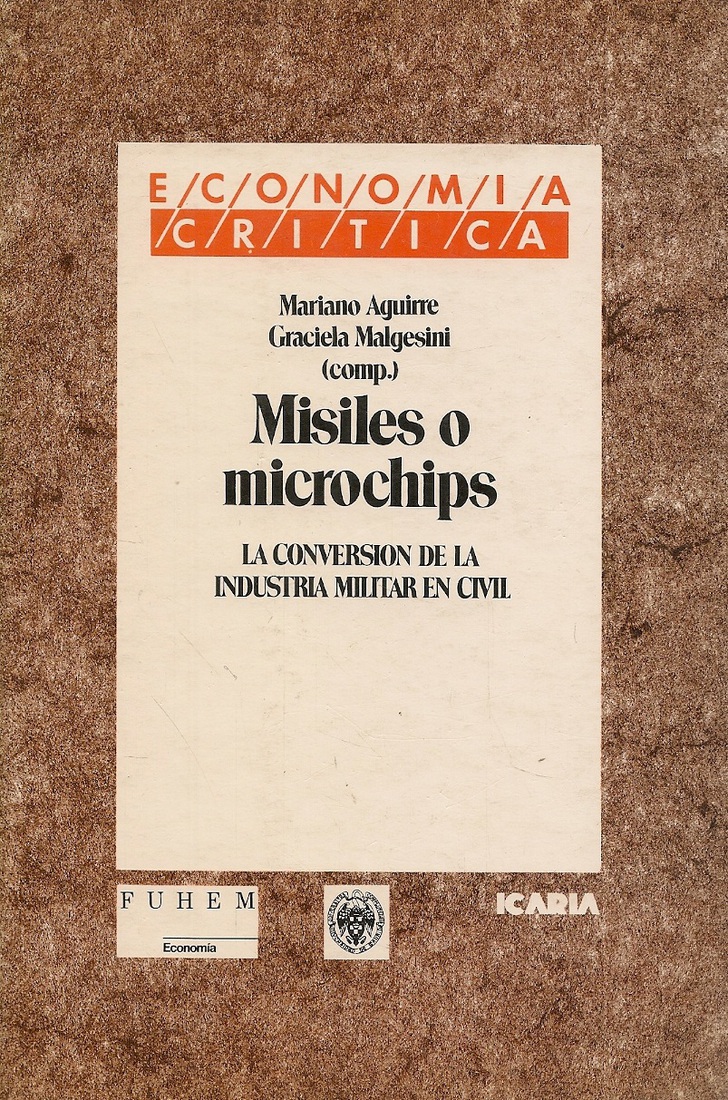 E/C/O/N/O/M/I/A
/C/R/I/T/I/C/A
Mariano Aguirre
Graciela Malgesini
(comp.)
Misiles o
microchips
LA CONVERSION DE LA
INDUSTRIA MILITAR EN CIVIL
FUHEM
Economía
ICARIA